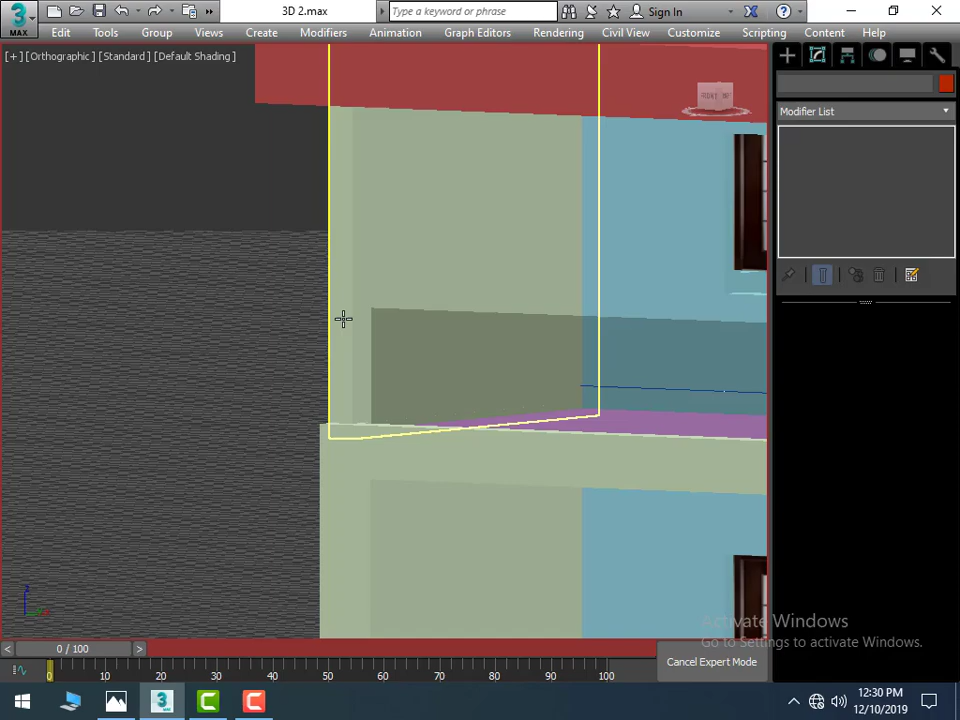 3
MAX
3D 2.max
Type a keyword or phrase
Sign In
Edit Tools Group Views Create Modifiers Animation Graph Editors Rendering Civil View Customize Scripting Content Help
[+] [Orthographic] [Standard] [Default Shading]
FRONT
Modifier List
z
0 / 100
0 10 20 30 40 50 60 70 80 90 100
Cancel Expert Mode
Activate Windows
Go to Settings to activate Windows.
12:30 PM
12/10/2019